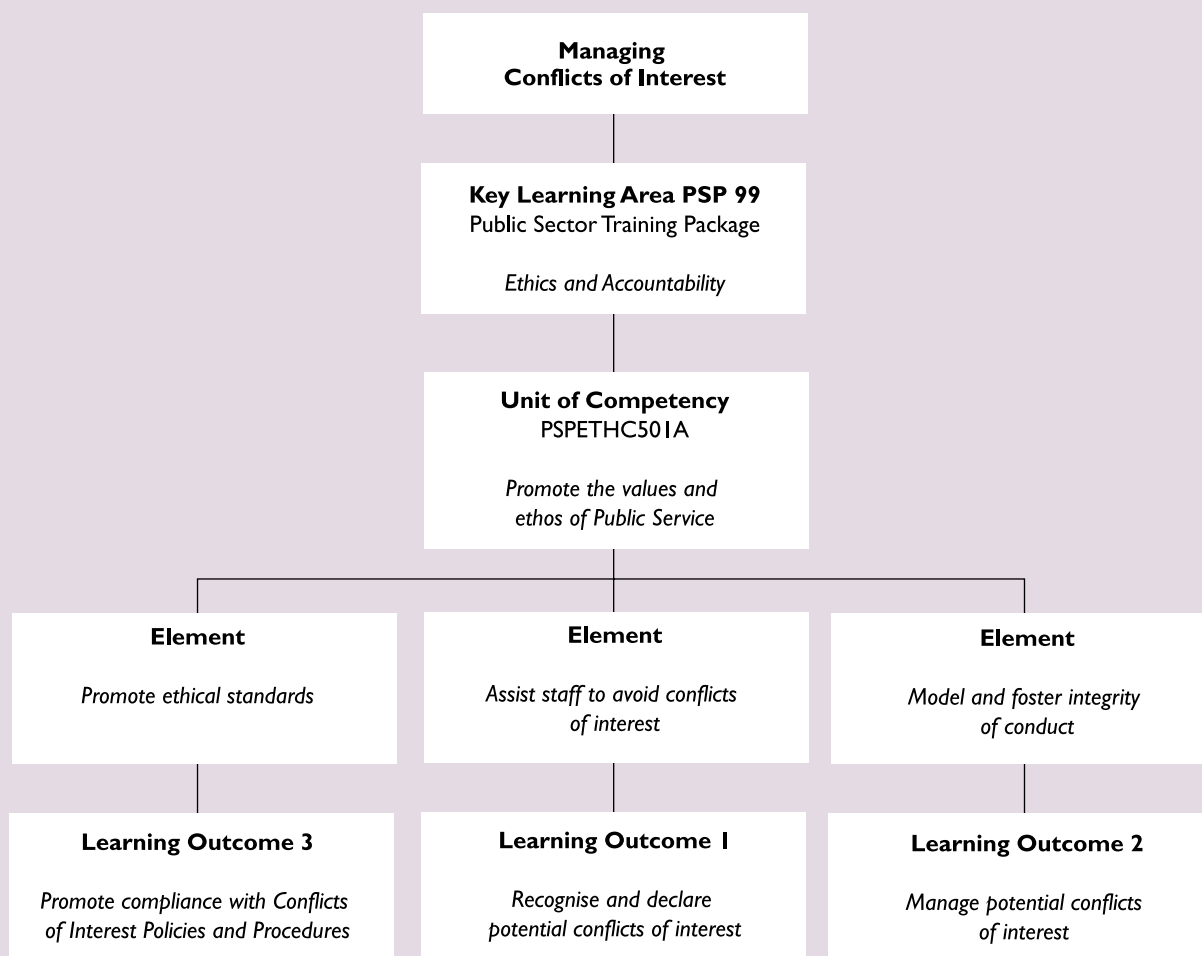 Managing
Conflicts of Interest
Key Learning Area PSP 99
Public Sector Training Package
Ethics and Accountability
Unit of Competency
PSPETHC501A
Promote the values and
ethos of Public Service
Element
Promote ethical standards
Element
Assist staff to avoid conflicts
of interest
Element
Model and foster integrity
of conduct
Learning Outcome 3
Promote compliance with Conflicts
of Interest Policies and Procedures
Learning Outcome 1
Recognise and declare
potential conflicts of interest
Learning Outcome 2
Manage potential conflicts
of interest